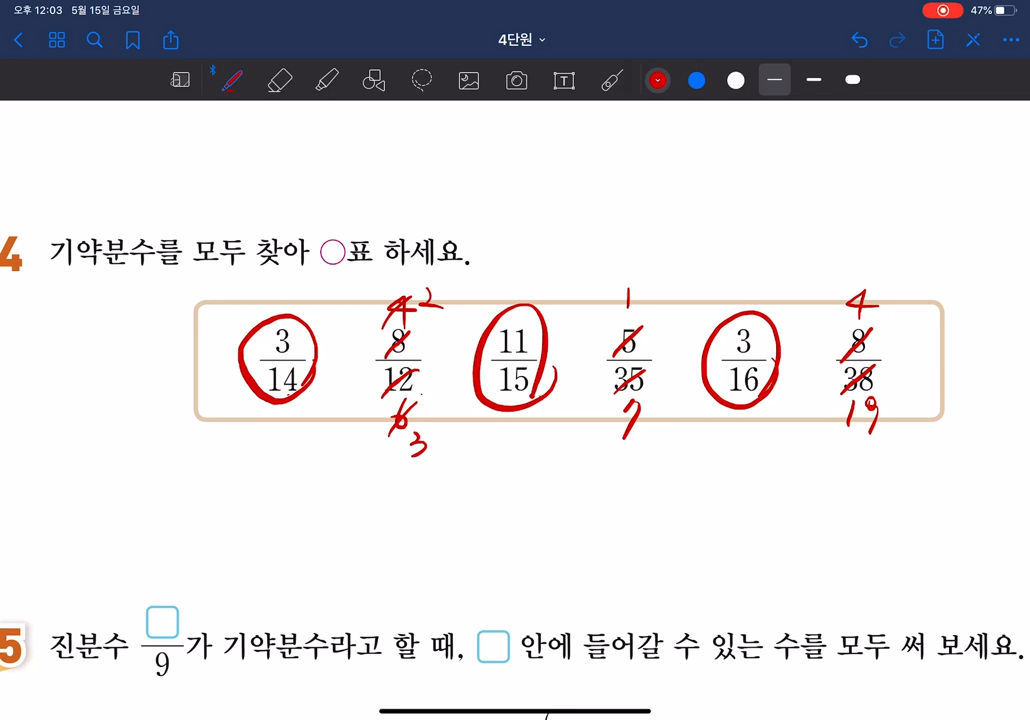 오후 12:03 5월 15일 금요일 47%
4단원
4 기약분수를 모두 찾아 ○표 하세요.
4 2 1 4
3/14 8/12 11/15 5/35 3/16 8/38
6 7 19
3
5 진분수 □/9가 기약분수라고 할 때, □ 안에 들어갈 수 있는 수를 모두 써 보세요.